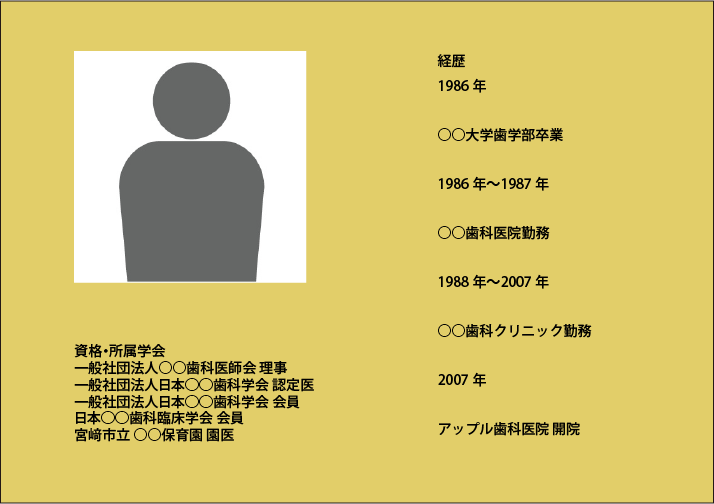 経歴
1986 年
○○大学歯学部卒業
1986 年～1987 年
○○歯科医院勤務
1988 年～2007 年
○○歯科クリニック勤務
2007 年
アップル歯科医院 開院
資格・所属学会
一般社団法人○○歯科医師会 理事
一般社団法人日本○○歯科学会 認定医
一般社団法人日本○○歯科学会 会員
日本○○歯科臨床学会 会員
宮﨑市立 ○○保育園 園医